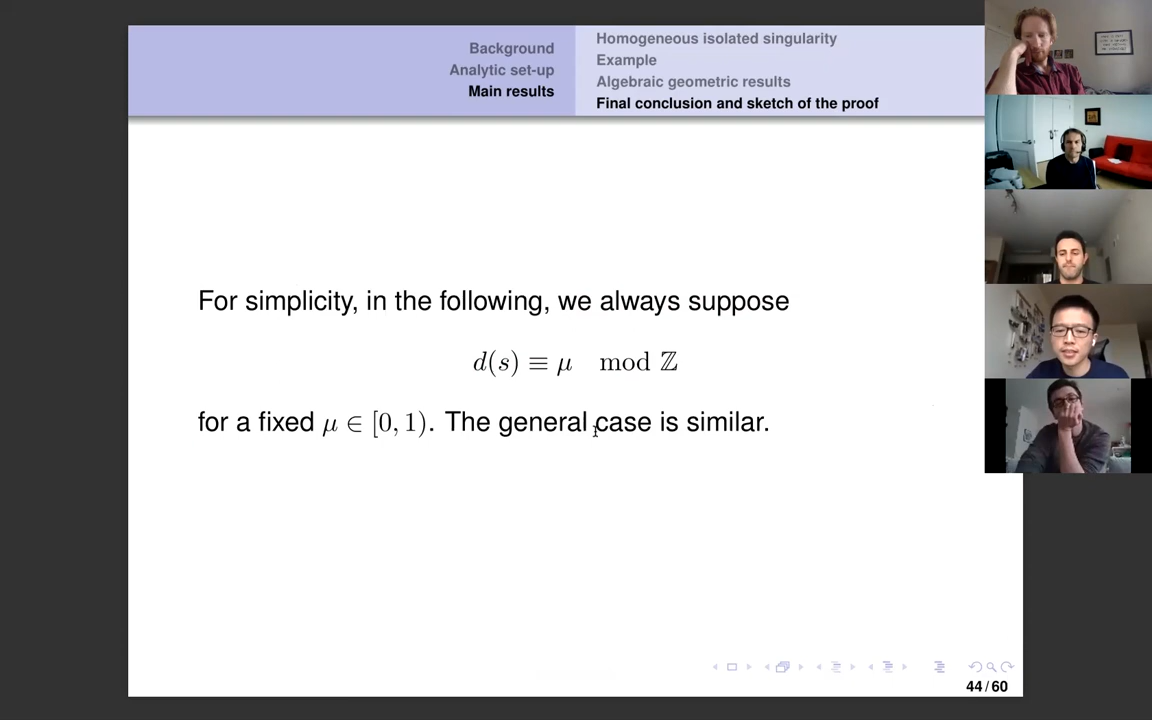 Background
Analytic set-up
Main results
Homogeneous isolated singularity
Example
Algebraic geometric results
Final conclusion and sketch of the proof
For simplicity, in the following, we always suppose
d(s) ≡ μ mod ℤ
for a fixed μ ∈ [0, 1). The general case is similar.
44 / 60